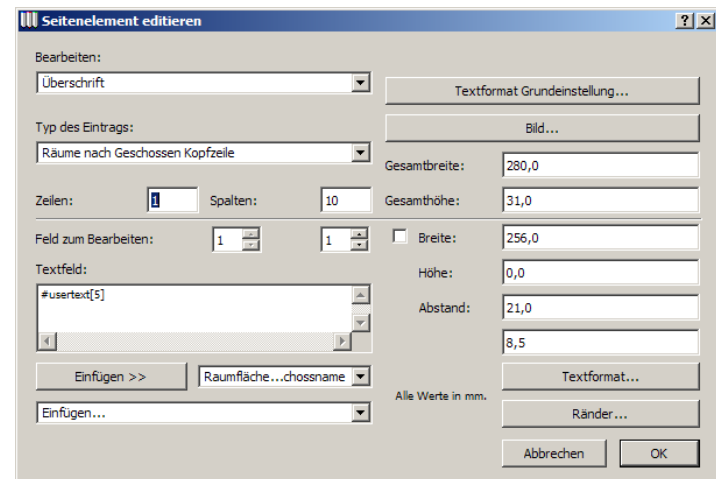 Seitenelement editieren
Bearbeiten:
Überschrift
Textformat Grundeinstellung...
Typ des Eintrags:
Bild...
Räume nach Geschossen Kopfzeile
Gesamtbreite: 280,0
Zeilen: 1 Spalten: 10 Gesamthöhe: 31,0
Feld zum Bearbeiten: 1 1 Breite: 256,0
Textfeld:
Höhe: 0,0
#usertext[5]
Abstand: 21,0
8,5
Einfügen >> Raumfläche...chossname Textformat...
Alle Werte in mm.
Einfügen... Ränder...
Abbrechen OK